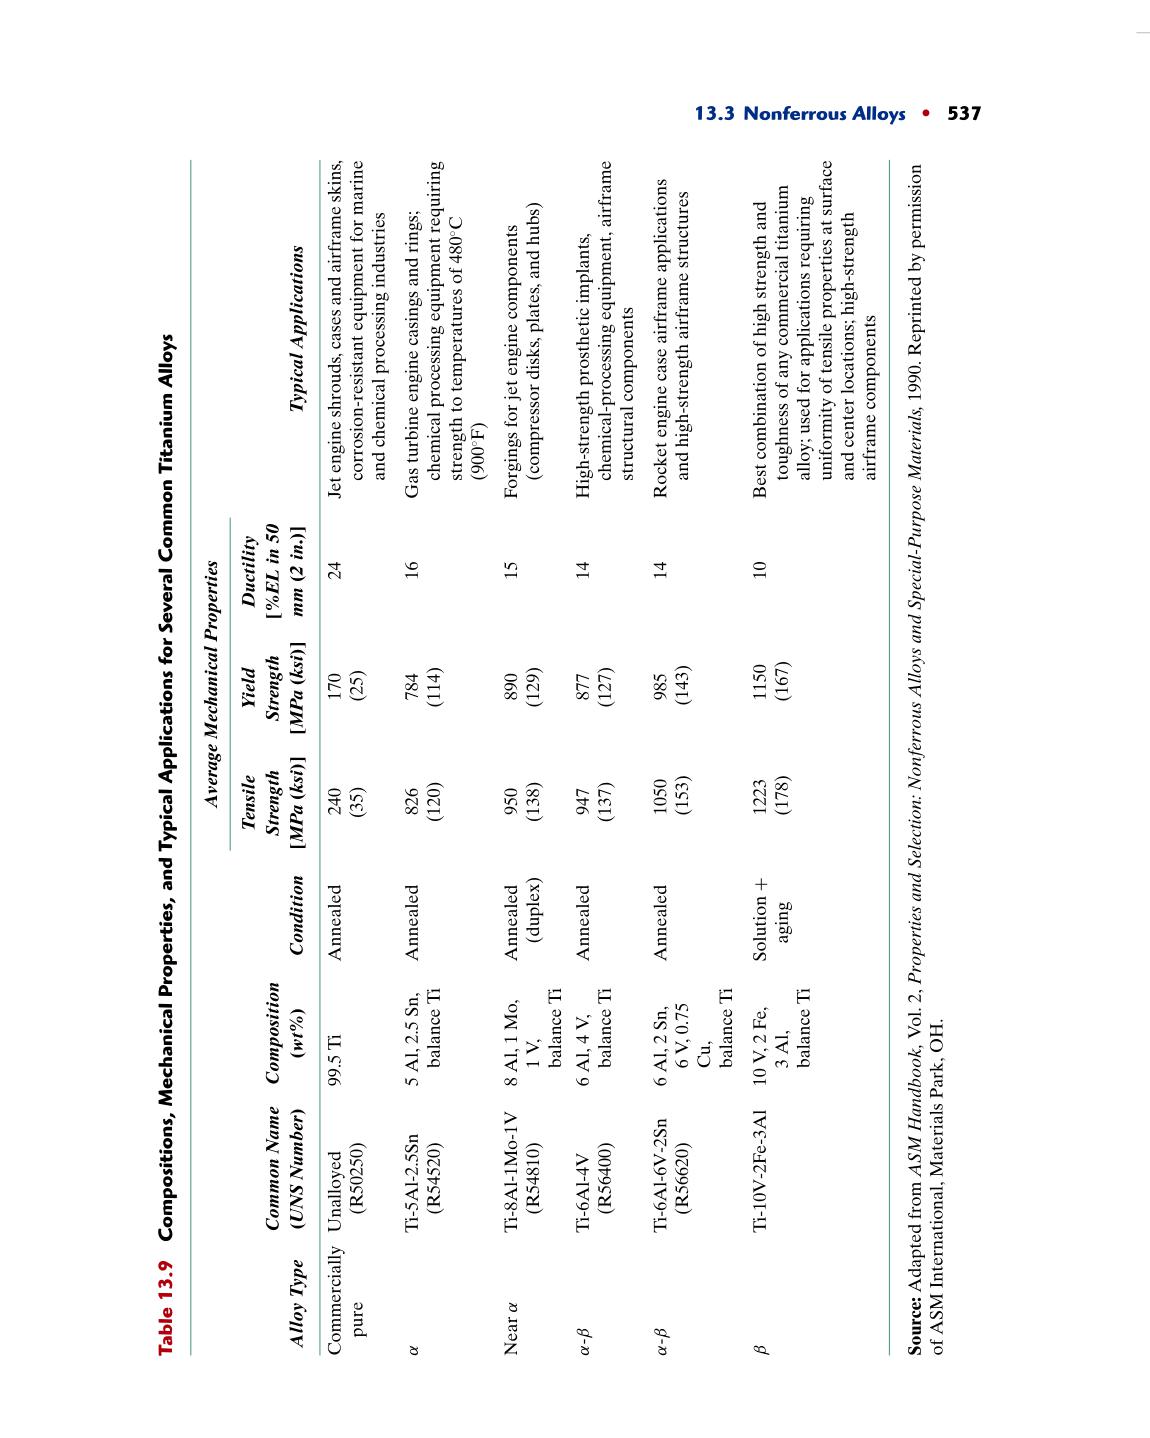 13.3 Nonferrous Alloys • 537
Table 13.9 Compositions, Mechanical Properties, and Typical Applications for Several Common Titanium Alloys
Average Mechanical Properties
Alloy Type
Common Name
(UNS Number)
Composition
(wt%)
Condition
Tensile
Strength
[MPa (ksi)]
Yield
Strength
[MPa (ksi)]
Ductility
[%EL in 50
mm (2 in.)]
Typical Applications
Commercially
pure
Unalloyed
(R50250)
99.5 Ti
Annealed
240
(35)
170
(25)
24
Jet engine shrouds, cases and airframe skins,
corrosion-resistant equipment for marine
and chemical processing industries
α
Ti-5Al-2.5Sn
(R54520)
5 Al, 2.5 Sn,
balance Ti
Annealed
826
(120)
784
(114)
16
Gas turbine engine casings and rings;
chemical processing equipment requiring
strength to temperatures of 480°C
(900°F)
Near α
Ti-8Al-1Mo-1V
(R54810)
8 Al, 1 Mo,
1 V,
balance Ti
Annealed
(duplex)
950
(138)
890
(129)
15
Forgings for jet engine components
(compressor disks, plates, and hubs)
α-β
Ti-6Al-4V
(R56400)
6 Al, 4 V,
balance Ti
Annealed
947
(137)
877
(127)
14
High-strength prosthetic implants,
chemical-processing equipment, airframe
structural components
α-β
Ti-6Al-6V-2Sn
(R56620)
6 Al, 2 Sn,
6 V, 0.75
Cu,
balance Ti
Annealed
1050
(153)
985
(143)
14
Rocket engine case airframe applications
and high-strength airframe structures
β
Ti-10V-2Fe-3Al
10 V, 2 Fe,
3 Al,
balance Ti
Solution +
aging
1223
(178)
1150
(167)
10
Best combination of high strength and
toughness of any commercial titanium
alloy; used for applications requiring
uniformity of tensile properties at surface
and center locations; high-strength
airframe components
Source: Adapted from ASM Handbook, Vol. 2, Properties and Selection: Nonferrous Alloys and Special-Purpose Materials, 1990. Reprinted by permission
of ASM International, Materials Park, OH.